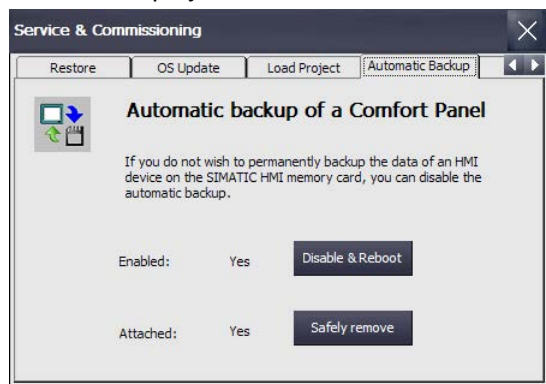 Service & Commissioning
Restore
OS Update
Load Project
Automatic Backup
Automatic backup of a Comfort Panel
If you do not wish to permanently backup the data of an HMI
device on the SIMATIC HMI memory card, you can disable the
automatic backup.
Enabled: Yes Disable & Reboot
Attached: Yes Safely remove